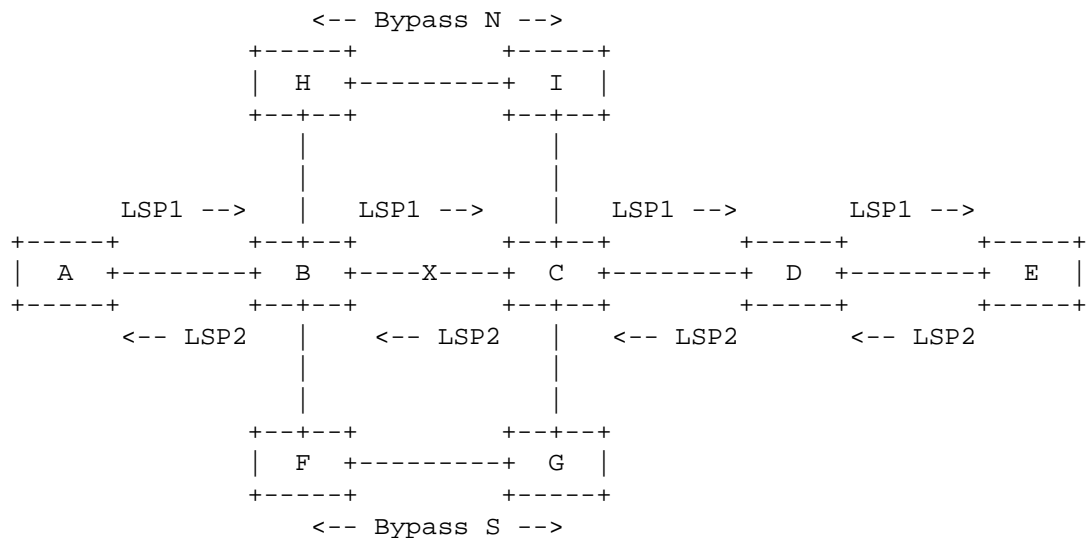 <-- Bypass N -->
H I
LSP1 --> LSP1 --> LSP1 --> LSP1 -->
A B X C D E
<-- LSP2 <-- LSP2 <-- LSP2 <-- LSP2
F G
<-- Bypass S -->